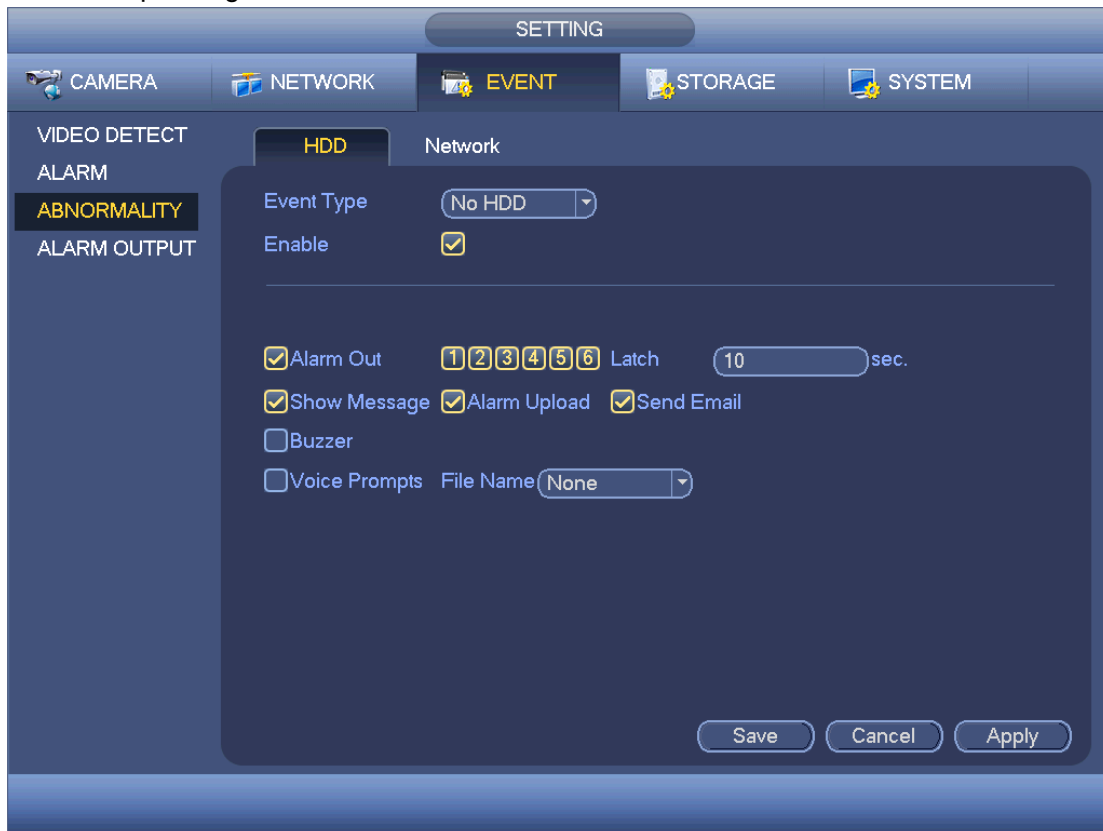 SETTING
CAMERA NETWORK EVENT STORAGE SYSTEM
VIDEO DETECT
ALARM
ABNORMALITY
ALARM OUTPUT
HDD Network
Event Type No HDD
Enable
Alarm Out 1 2 3 4 5 6 Latch 10 sec.
Show Message Alarm Upload Send Email
Buzzer
Voice Prompts File Name None
Save Cancel Apply